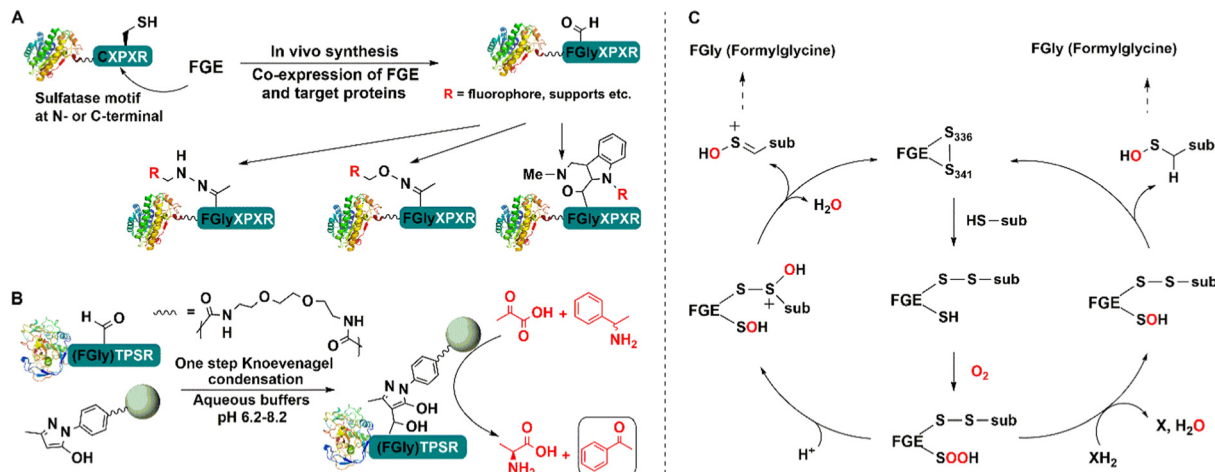 A
SH
CXPXR
FGE
Sulfatase motif
at N- or C-terminal
In vivo synthesis
Co-expression of FGE
and target proteins
O
H
FGlyXPXR
R = fluorophore, supports etc.
R
H
N
N
FGlyXPXR
R
O
N
FGlyXPXR
Me
N
O
N
R
FGlyXPXR
B
H
O
(FGly)TPSR
=
O
N
H
O
O
H
N
O
N
N
OH
One step Knoevenagel
condensation
Aqueous buffers
pH 6.2-8.2
N
N
OH
OH
(FGly)TPSR
O
OH
O
+
NH2
O
OH
NH2
+
O
C
FGly (Formylglycine)
FGly (Formylglycine)
+
HO
S
sub
H2O
FGE
S336
S341
HS
S
sub
H
HS—sub
OH
S—S
+
sub
FGE
SOH
S—S—sub
FGE
SH
S—S—sub
FGE
SOH
O2
S—S—sub
FGE
SOOH
H+
XH2
X, H2O